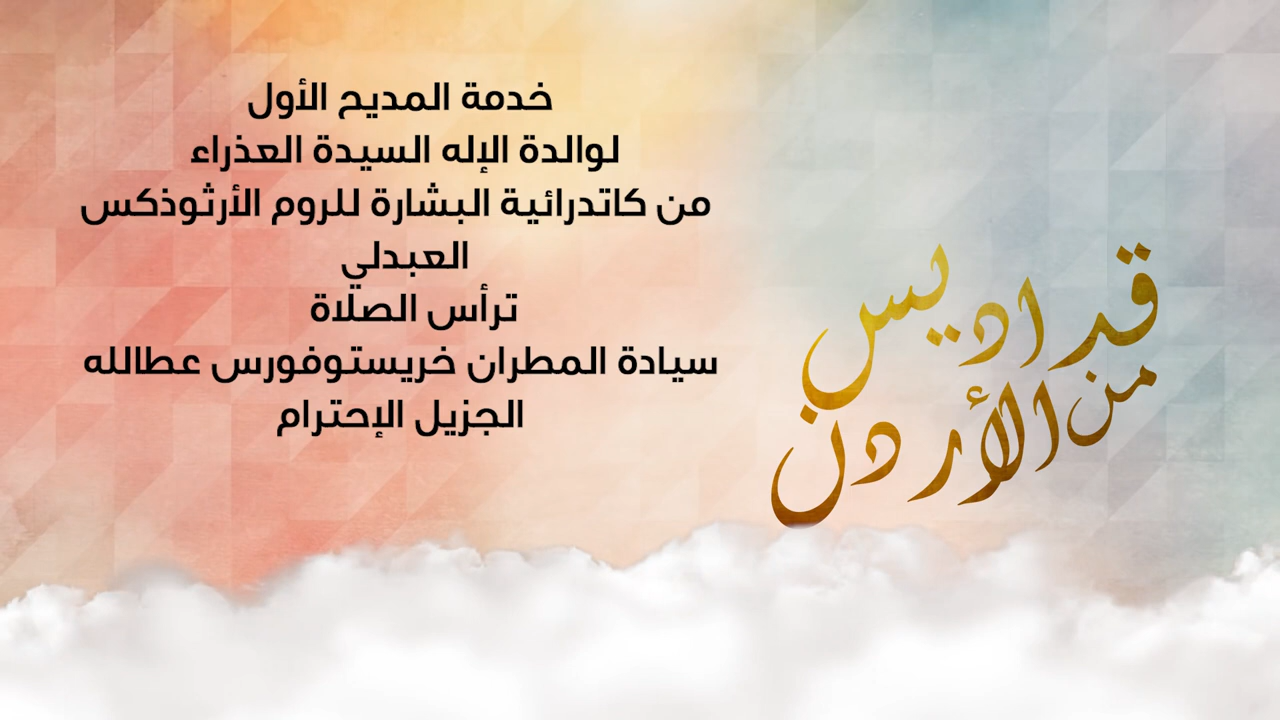 خدمة المديح الأول
لوالدة الإله السيدة العذراء
من كاتدرائية البشارة للروم الأرثوذكس
العبدلي
ترأس الصلاة
سيادة المطران خريستوفورس عطالله
الجزيل الإحترام
قداديس
من الأردن